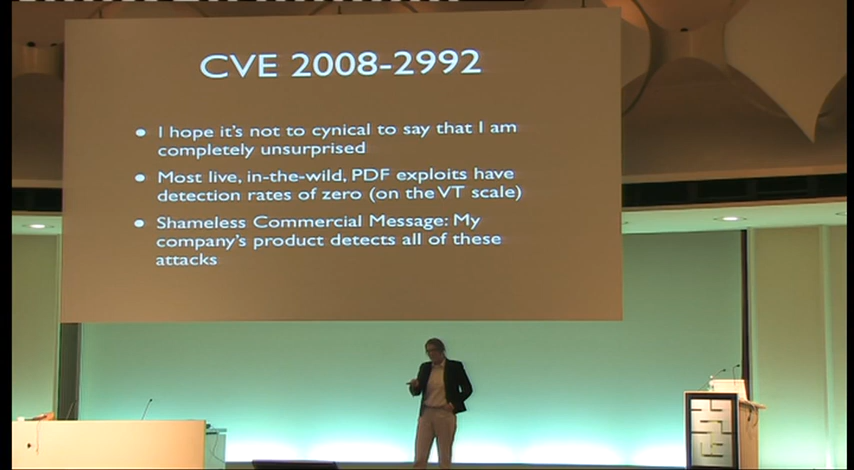 CVE 2008-2992
• I hope it's not to cynical to say that I am
completely unsurprised
• Most live, in-the-wild, PDF exploits have
detection rates of zero (on the VT scale)
• Shameless Commercial Message: My
company's product detects all of these
attacks